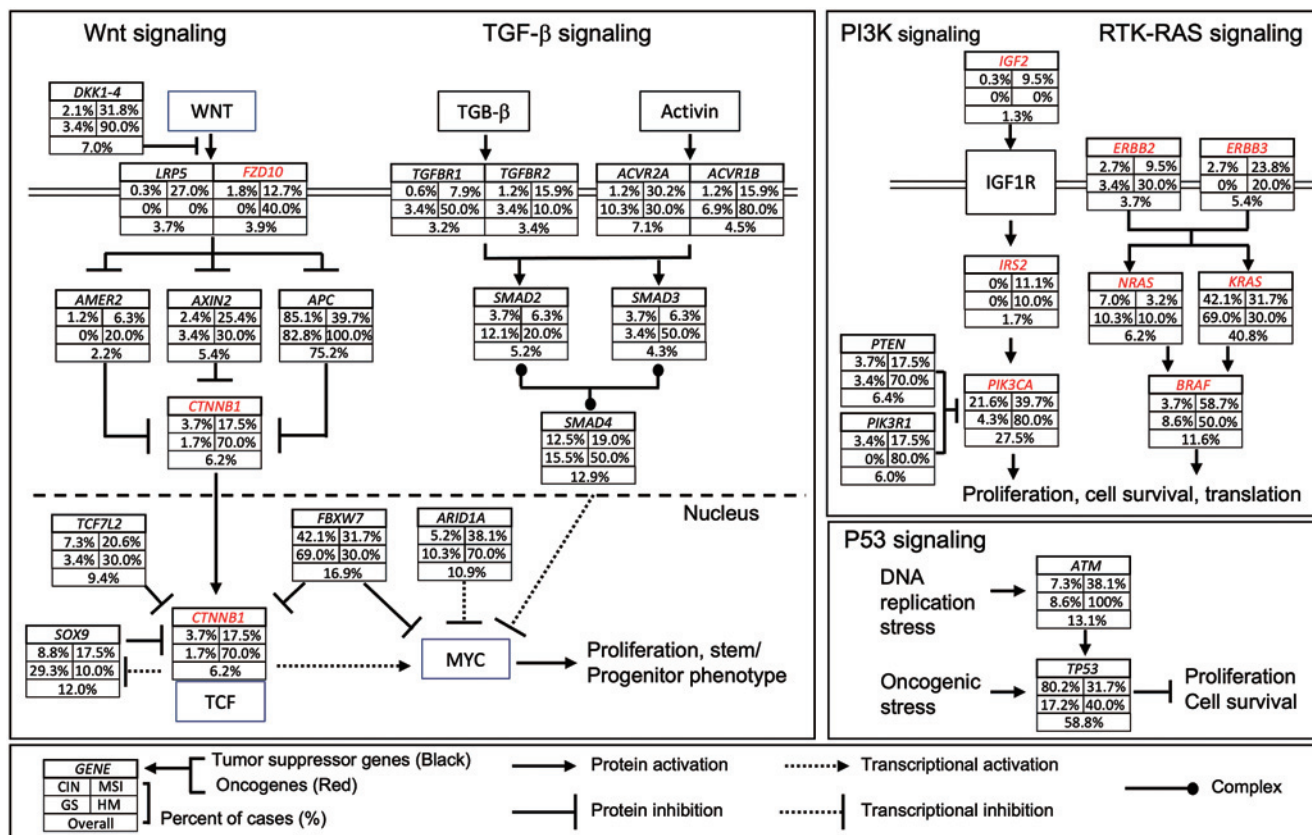 Wnt signaling
TGF-β signaling
DKK1-4
2.1% 31.8%
3.4% 90.0%
7.0%
WNT
TGB-β
Activin
LRP5
0.3% 27.0%
0% 0%
3.7%
FZD10
1.8% 12.7%
0% 40.0%
3.9%
TGFBR1
0.6% 7.9%
3.4% 50.0%
3.2%
TGFBR2
1.2% 15.9%
3.4% 10.0%
3.4%
ACVR2A
1.2% 30.2%
10.3% 30.0%
7.1%
ACVR1B
1.2% 15.9%
6.9% 80.0%
4.5%
AMER2
1.2% 6.3%
0% 20.0%
2.2%
AXIN2
2.4% 25.4%
3.4% 30.0%
5.4%
APC
85.1% 39.7%
82.8% 100.0%
75.2%
SMAD2
3.7% 6.3%
12.1% 20.0%
5.2%
SMAD3
3.7% 6.3%
3.4% 50.0%
4.3%
CTNNB1
3.7% 17.5%
1.7% 70.0%
6.2%
SMAD4
12.5% 19.0%
15.5% 50.0%
12.9%
Nucleus
TCF7L2
7.3% 20.6%
3.4% 30.0%
9.4%
FBXW7
42.1% 31.7%
69.0% 30.0%
16.9%
ARID1A
5.2% 38.1%
10.3% 70.0%
10.9%
SOX9
8.8% 17.5%
29.3% 10.0%
12.0%
CTNNB1
3.7% 17.5%
1.7% 70.0%
6.2%
TCF
MYC
Proliferation, stem/
Progenitor phenotype
PI3K signaling
RTK-RAS signaling
IGF2
0.3% 9.5%
0% 0%
1.3%
IGF1R
ERBB2
2.7% 9.5%
3.4% 30.0%
3.7%
ERBB3
2.7% 23.8%
0% 20.0%
5.4%
IRS2
0% 11.1%
0% 10.0%
1.7%
NRAS
7.0% 3.2%
10.3% 10.0%
6.2%
KRAS
42.1% 31.7%
69.0% 30.0%
40.8%
PTEN
3.7% 17.5%
3.4% 70.0%
6.4%
PIK3R1
3.4% 17.5%
0% 80.0%
6.0%
PIK3CA
21.6% 39.7%
4.3% 80.0%
27.5%
BRAF
3.7% 58.7%
8.6% 50.0%
11.6%
Proliferation, cell survival, translation
P53 signaling
DNA
replication
stress
ATM
7.3% 38.1%
8.6% 100%
13.1%
Oncogenic
stress
TP53
80.2% 31.7%
17.2% 40.0%
58.8%
Proliferation
Cell survival
GENE
CIN MSI
GS HM
Overall
Tumor suppressor genes (Black)
Oncogenes (Red)
Percent of cases (%)
Protein activation
Protein inhibition
Transcriptional activation
Transcriptional inhibition
Complex